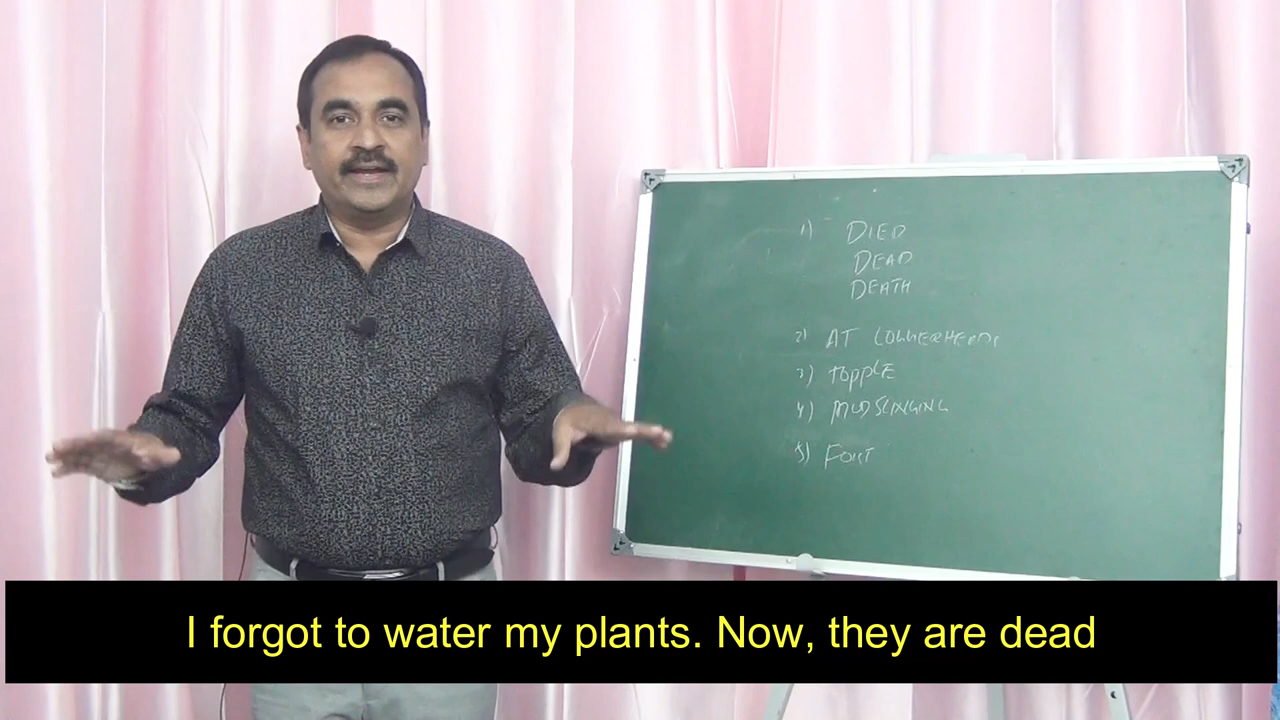 1) DIED
DEAD
DEATH
2) AT LOGGERHEADS
3) TOPPLE
4) MUDSLINGING
5) FORT
I forgot to water my plants. Now, they are dead